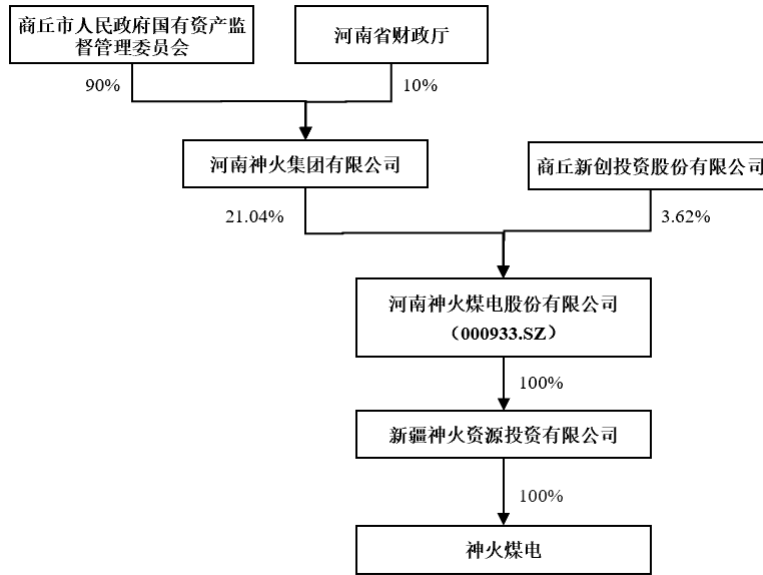 商丘市人民政府国有资产监
督管理委员会
河南省财政厅
90%
10%
河南神火集团有限公司
商丘新创投资股份有限公司
21.04%
3.62%
河南神火煤电股份有限公司
（000933.SZ）
100%
新疆神火资源投资有限公司
100%
神火煤电